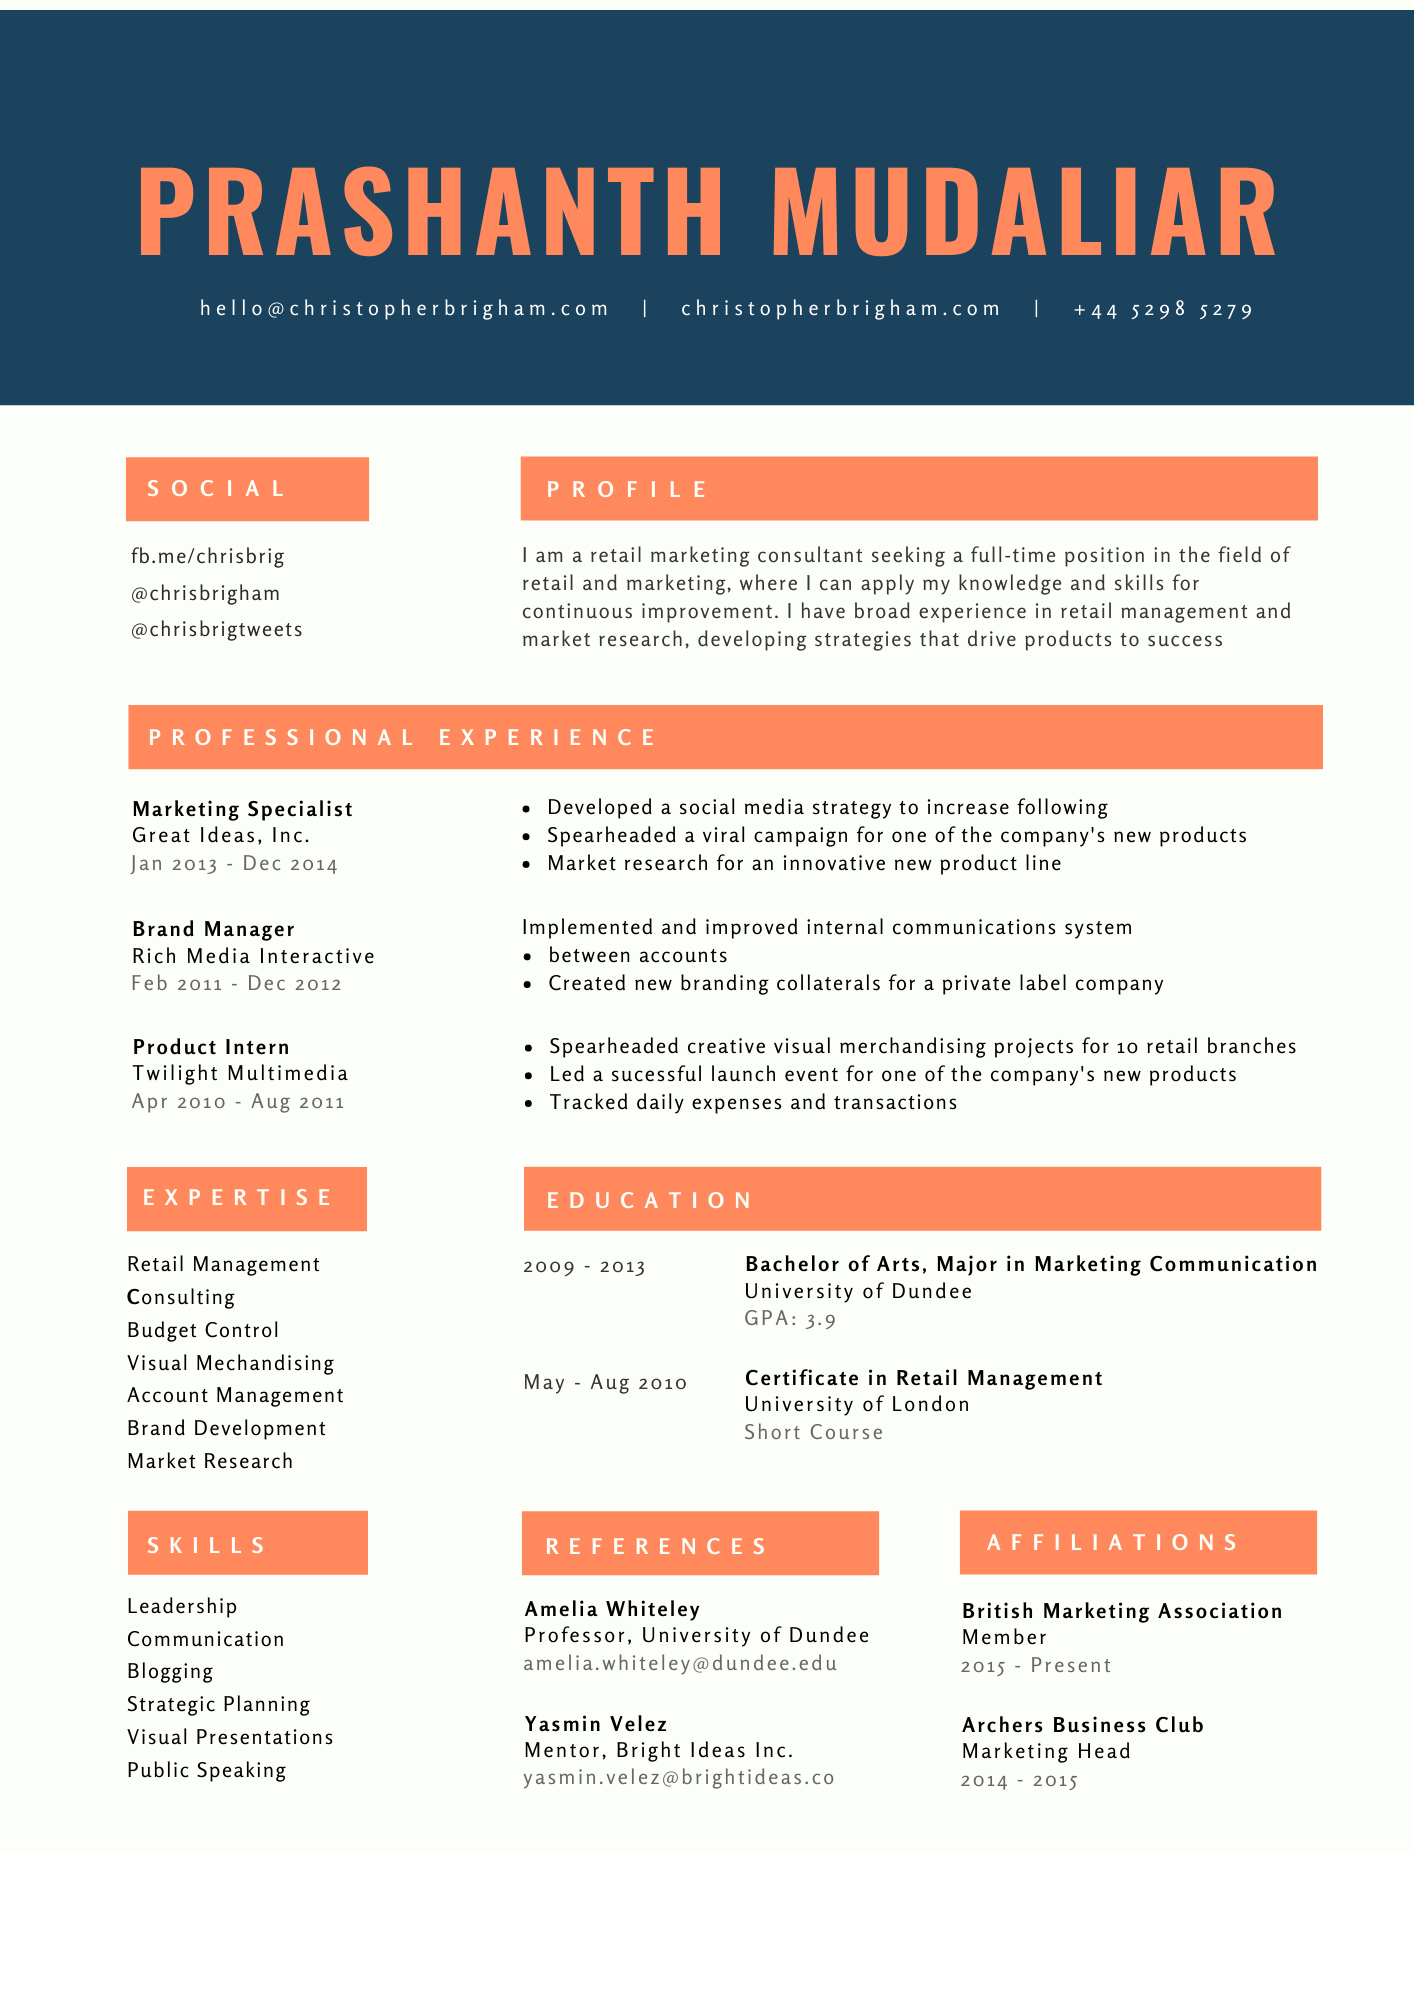 PRASHANTH MUDALIAR
hello@christopherbrigham.com | christopherbrigham.com | +44 5298 5279
SOCIAL
fb.me/chrisbrig
@chrisbrigham
@chrisbrigtweets
PROFILE
I am a retail marketing consultant seeking a full-time position in the field of
retail and marketing, where I can apply my knowledge and skills for
continuous improvement. I have broad experience in retail management and
market research, developing strategies that drive products to success
PROFESSIONAL EXPERIENCE
Marketing Specialist
Great Ideas, Inc.
Jan 2013 - Dec 2014
• Developed a social media strategy to increase following
• Spearheaded a viral campaign for one of the company's new products
• Market research for an innovative new product line
Brand Manager
Rich Media Interactive
Feb 2011 - Dec 2012
Implemented and improved internal communications system
• between accounts
• Created new branding collaterals for a private label company
Product Intern
Twilight Multimedia
Apr 2010 - Aug 2011
• Spearheaded creative visual merchandising projects for 10 retail branches
• Led a sucessful launch event for one of the company's new products
• Tracked daily expenses and transactions
EXPERTISE
Retail Management
Consulting
Budget Control
Visual Mechandising
Account Management
Brand Development
Market Research
EDUCATION
2009 - 2013
Bachelor of Arts, Major in Marketing Communication
University of Dundee
GPA: 3.9
May - Aug 2010
Certificate in Retail Management
University of London
Short Course
SKILLS
Leadership
Communication
Blogging
Strategic Planning
Visual Presentations
Public Speaking
REFERENCES
Amelia Whiteley
Professor, University of Dundee
amelia.whiteley@dundee.edu
Yasmin Velez
Mentor, Bright Ideas Inc.
yasmin.velez@brightideas.co
AFFILIATIONS
British Marketing Association
Member
2015 - Present
Archers Business Club
Marketing Head
2014 - 2015